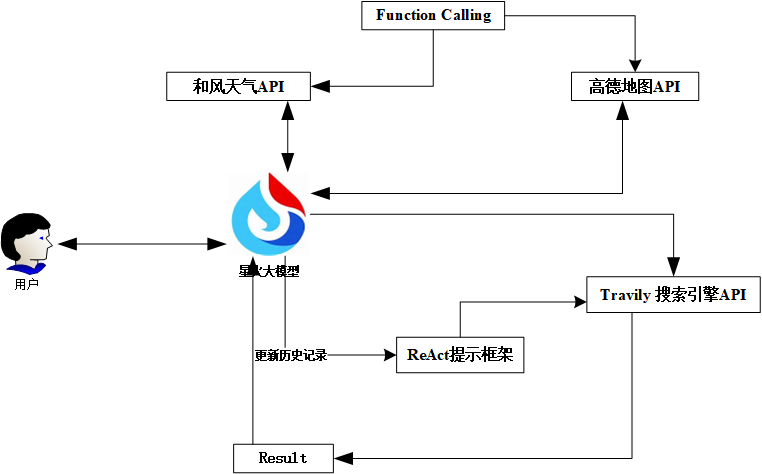 Function Calling
和风天气API
高德地图API
用户
星火大模型
Travily 搜索引擎API
更新历史记录
ReAct提示框架
Result